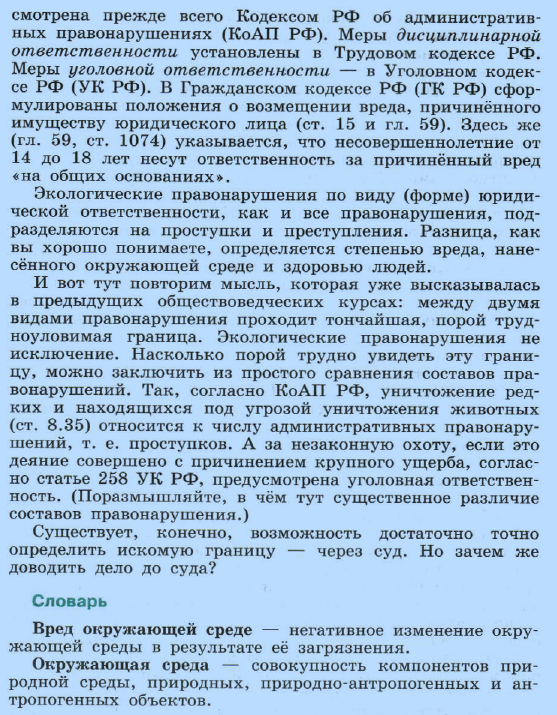 смотрена прежде всего Кодексом РФ об административ-
ных правонарушениях (КоАП РФ). Меры дисциплинарной
ответственности установлены в Трудовом кодексе РФ.
Меры уголовной ответственности — в Уголовном кодек-
се РФ (УК РФ). В Гражданском кодексе РФ (ГК РФ) сфор-
мулированы положения о возмещении вреда, причинённого
имуществу юридического лица (ст. 15 и гл. 59). Здесь же
(гл. 59, ст. 1074) указывается, что несовершеннолетние от
14 до 18 лет несут ответственность за причинённый вред
«на общих основаниях».
Экологические правонарушения по виду (форме) юриди-
ческой ответственности, как и все правонарушения, под-
разделяются на проступки и преступления. Разница, как
вы хорошо понимаете, определяется степенью вреда, нане-
сённого окружающей среде и здоровью людей.
И вот тут повторим мысль, которая уже высказывалась
в предыдущих обществоведческих курсах: между двумя
видами правонарушения проходит тончайшая, порой труд-
ноуловимая граница. Экологические правонарушения не
исключение. Насколько порой трудно увидеть эту грани-
цу, можно заключить из простого сравнения составов пра-
вонарушений. Так, согласно КоАП РФ, уничтожение ред-
ких и находящихся под угрозой уничтожения животных
(ст. 8.35) относится к числу административных правонару-
шений, т. е. проступков. А за незаконную охоту, если это
деяние совершено с причинением крупного ущерба, соглас-
но статье 258 УК РФ, предусмотрена уголовная ответствен-
ность. (Поразмышляйте, в чём тут существенное различие
составов правонарушения.)
Существует, конечно, возможность достаточно точно
определить искомую границу — через суд. Но зачем же
доводить дело до суда?
Словарь
Вред окружающей среде — негативное изменение окру-
жающей среды в результате её загрязнения.
Окружающая среда — совокупность компонентов при-
родной среды, природных, природно-антропогенных и ан-
тропогенных объектов.